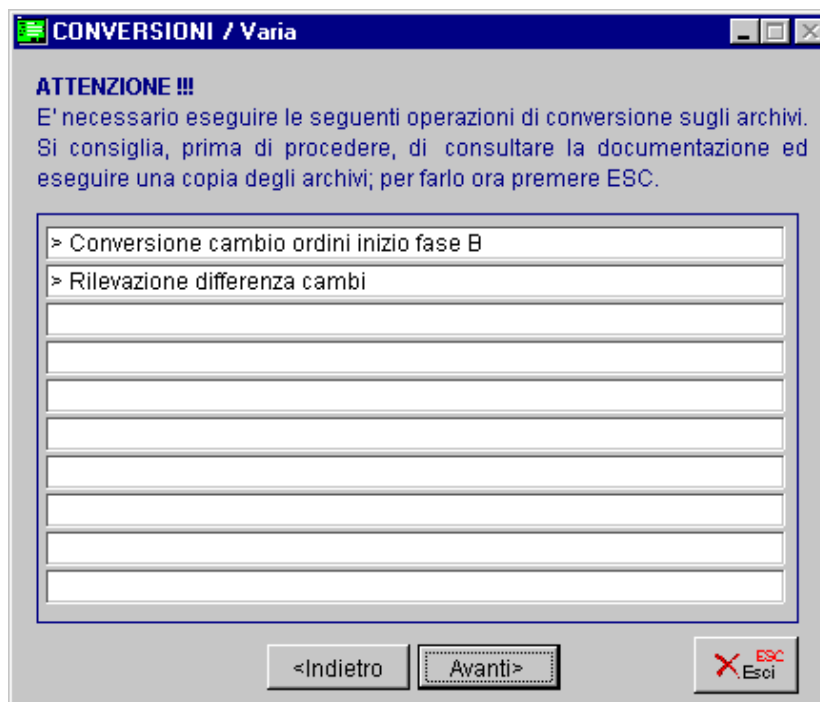 CONVERSIONI / Varia
ATTENZIONE !!!
E' necessario eseguire le seguenti operazioni di conversione sugli archivi.
Si consiglia, prima di procedere, di consultare la documentazione ed
eseguire una copia degli archivi; per farlo ora premere ESC.
> Conversione cambio ordini inizio fase B
> Rilevazione differenza cambi
<Indietro
Avanti>
ESC
Esci